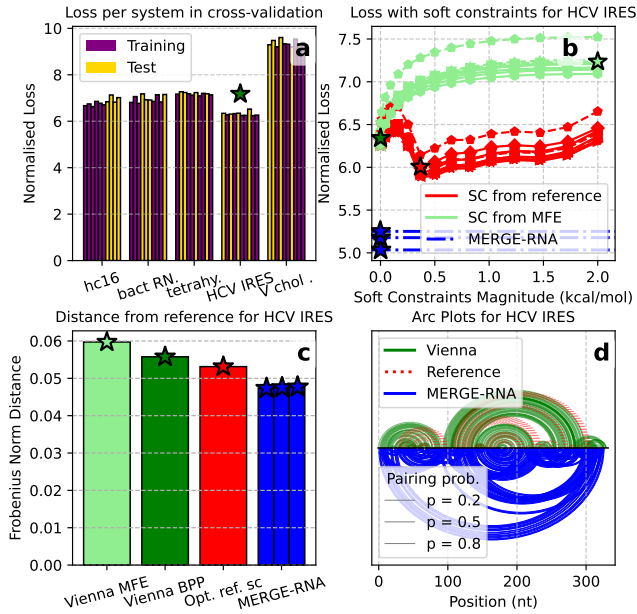 Loss per system in cross-validation
Normalised Loss
10
8
6
4
2
0
Training
Test
a
hc16
bact RN.
tetrahy.
HCV IRES
V chol .
Loss with soft constraints for HCV IRES
Normalised Loss
7.5
7.0
6.5
6.0
5.5
5.0
b
SC from reference
SC from MFE
MERGE-RNA
0.0
0.5
1.0
1.5
2.0
Soft Constraints Magnitude (kcal/mol)
Distance from reference for HCV IRES
Frobenius Norm Distance
0.06
0.05
0.04
0.03
0.02
0.01
0.00
c
Vienna MFE
Vienna BPP
Opt. ref. sc
MERGE-RNA
Arc Plots for HCV IRES
Vienna
Reference
MERGE-RNA
d
Pairing prob.
p = 0.2
p = 0.5
p = 0.8
0
100
200
300
Position (nt)